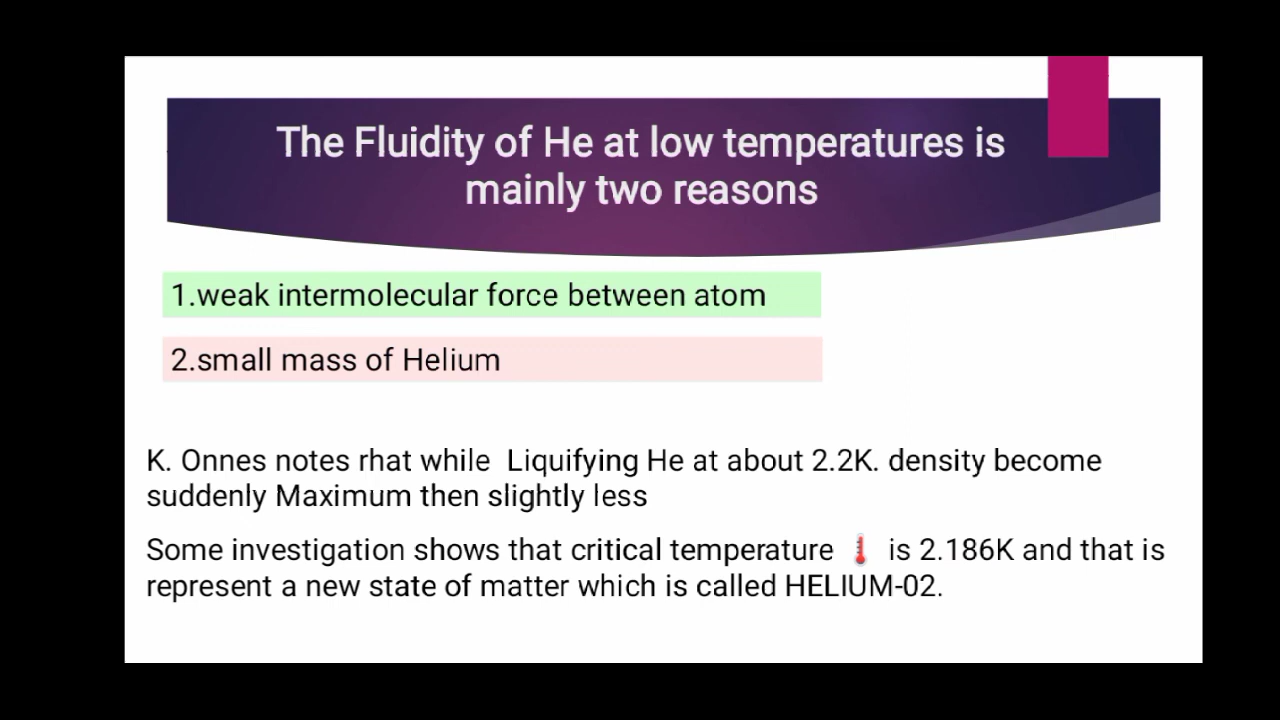 The Fluidity of He at low temperatures is
mainly two reasons
1.weak intermolecular force between atom
2.small mass of Helium
K. Onnes notes rhat while Liquifying He at about 2.2K. density become
suddenly Maximum then slightly less
Some investigation shows that critical temperature 🌡️ is 2.186K and that is
represent a new state of matter which is called HELIUM-02.